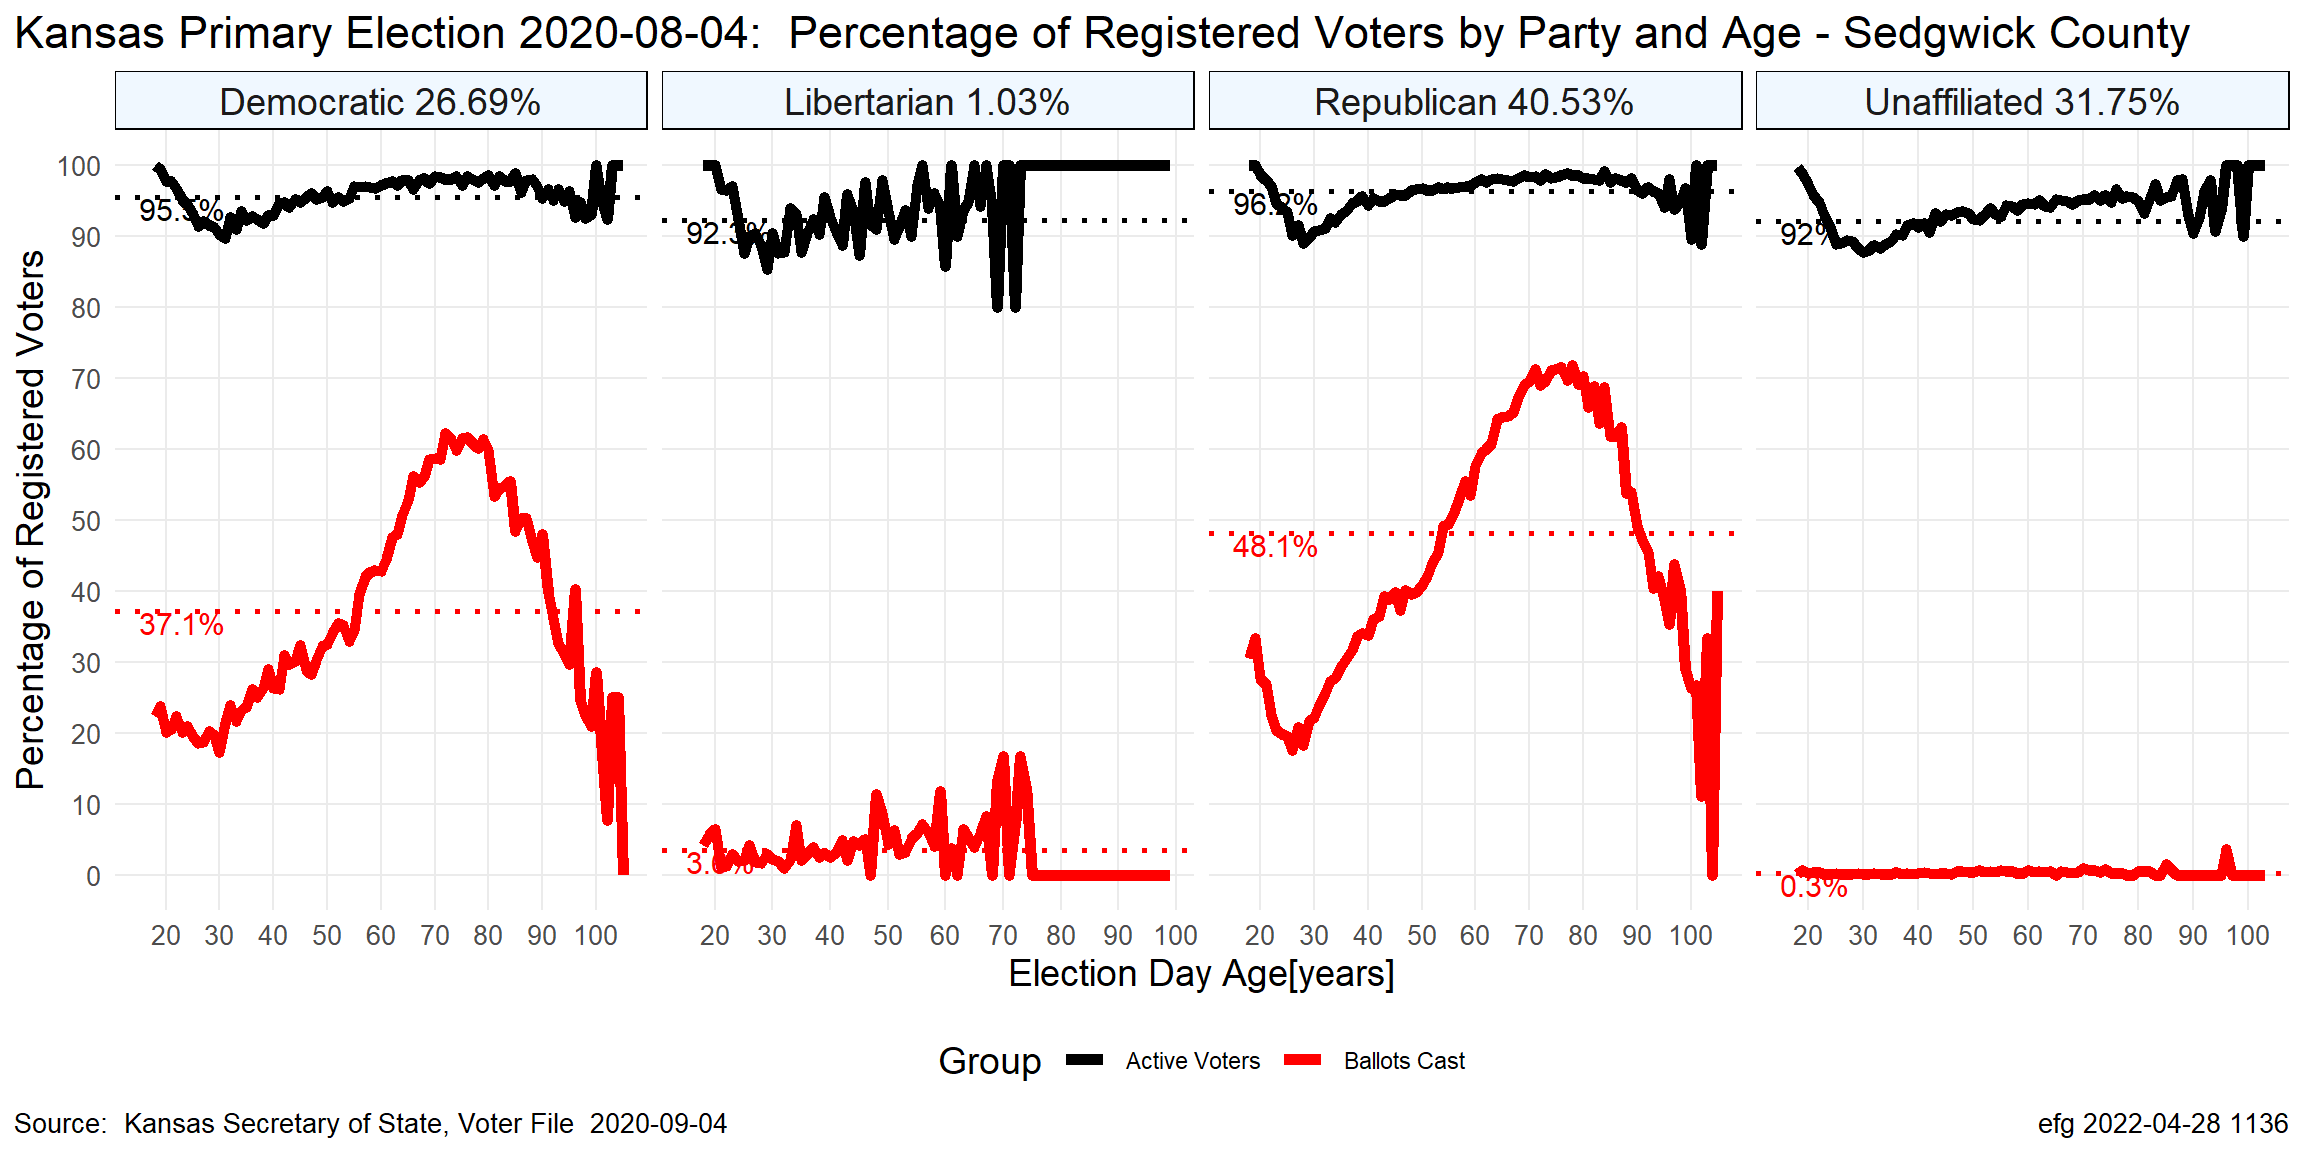 Kansas Primary Election 2020-08-04:  Percentage of Registered Voters by Party and Age - Sedgwick County
Democratic 26.69%
Libertarian 1.03%
Republican 40.53%
Unaffiliated 31.75%
Percentage of Registered Voters
100
90
80
70
60
50
40
30
20
10
0
37.1%
96.2%
48.1%
92%
0.3%
20 30 40 50 60 70 80 90 100
20 30 40 50 60 70 80 90 100
20 30 40 50 60 70 80 90 100
20 30 40 50 60 70 80 90 100
Election Day Age[years]
Group Active Voters Ballots Cast
Source:  Kansas Secretary of State, Voter File  2020-09-04
efg 2022-04-28 1136